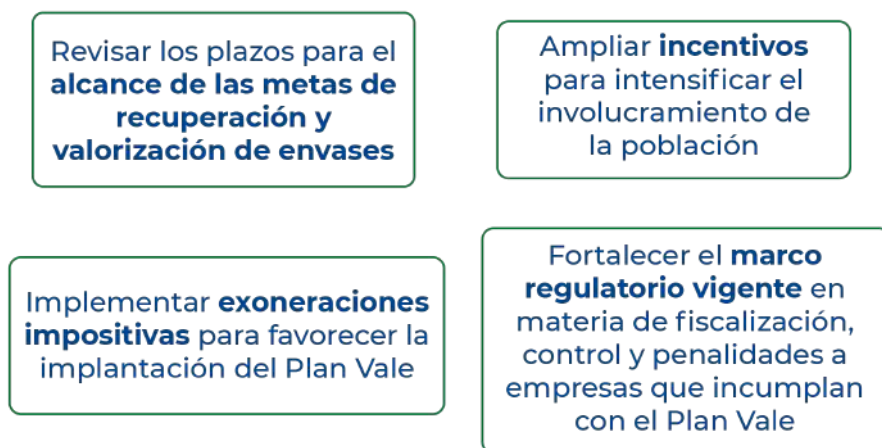 Revisar los plazos para el
alcance de las metas de
recuperación y
valorización de envases
Ampliar incentivos
para intensificar el
involucramiento de
la población
Implementar exoneraciones
impositivas para favorecer la
implantación del Plan Vale
Fortalecer el marco
regulatorio vigente en
materia de fiscalización,
control y penalidades a
empresas que incumplan
con el Plan Vale